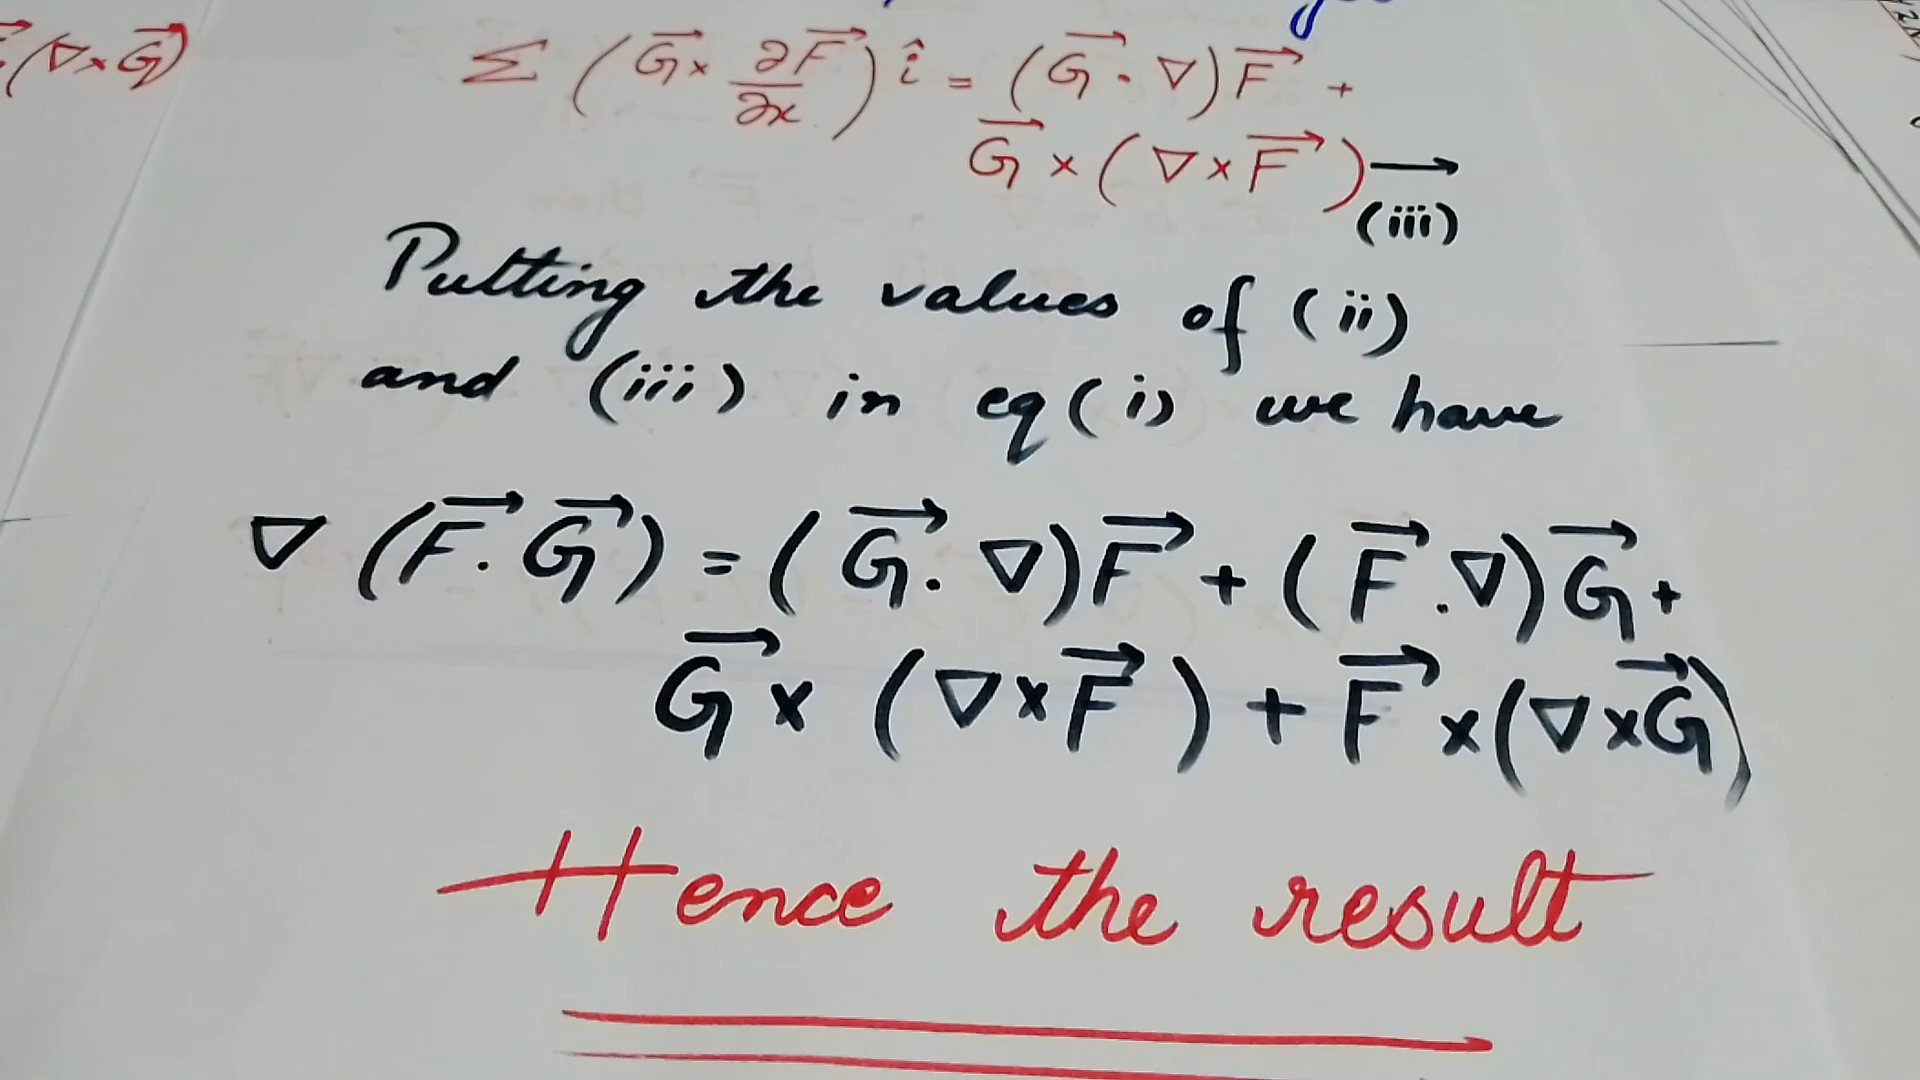 (∇×G⃗)
∑ (G⃗ × ∂F⃗/∂x) î = (G⃗ . ∇) F⃗ +
G⃗ × (∇ × F⃗) ⟶
(iii)
Putting the values of (ii)
and (iii) in eq (i) we have
∇ (F⃗ . G⃗) = (G⃗ . ∇) F⃗ + (F⃗ . ∇) G⃗ +
G⃗ × (∇ × F⃗) + F⃗ × (∇ × G⃗)
Hence the result